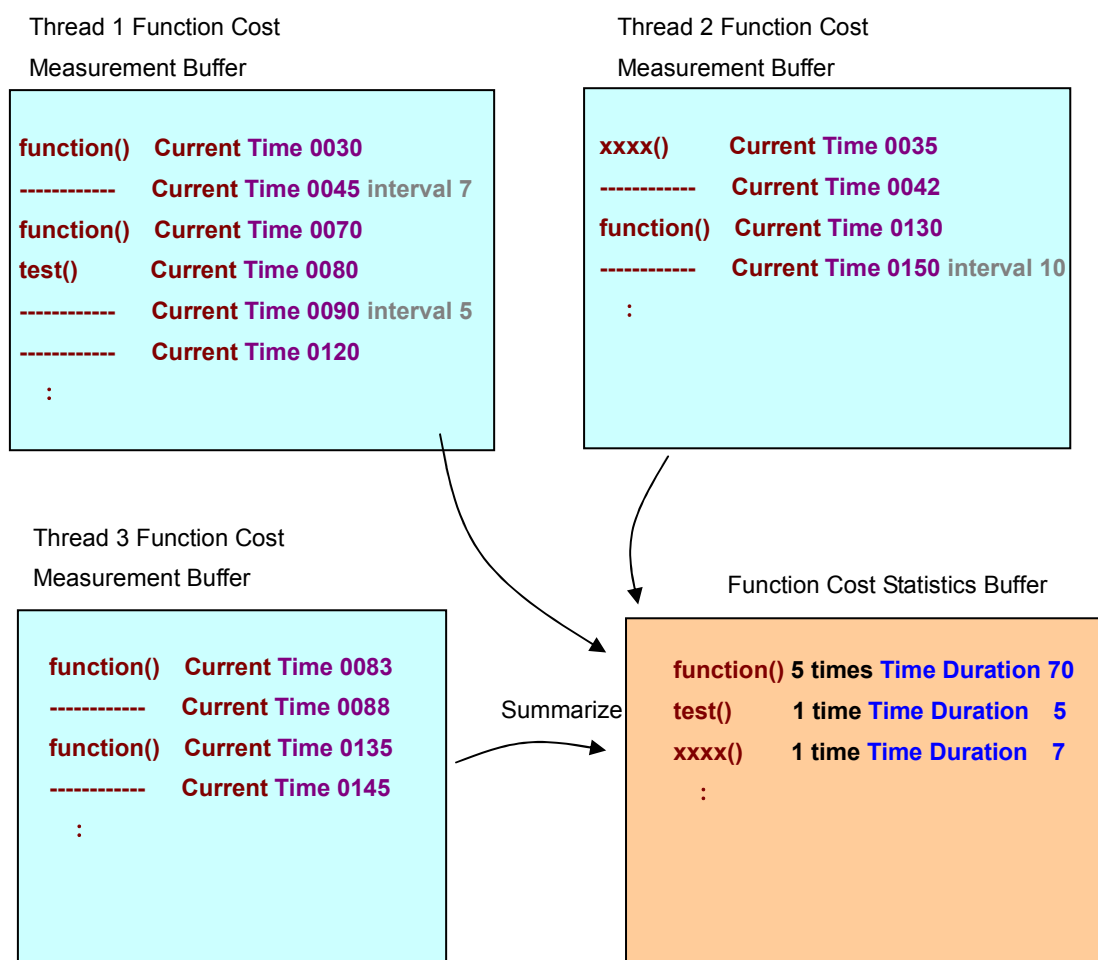 Thread 1 Function Cost
Measurement Buffer
function() Current Time 0030
------------ Current Time 0045 interval 7
function() Current Time 0070
test() Current Time 0080
------------ Current Time 0090 interval 5
------------ Current Time 0120
:
Thread 2 Function Cost
Measurement Buffer
xxxx() Current Time 0035
------------ Current Time 0042
function() Current Time 0130
------------ Current Time 0150 interval 10
:
Thread 3 Function Cost
Measurement Buffer
function() Current Time 0083
------------ Current Time 0088
function() Current Time 0135
------------ Current Time 0145
:
Summarize
Function Cost Statistics Buffer
function() 5 times Time Duration 70
test() 1 time Time Duration 5
xxxx() 1 time Time Duration 7
: